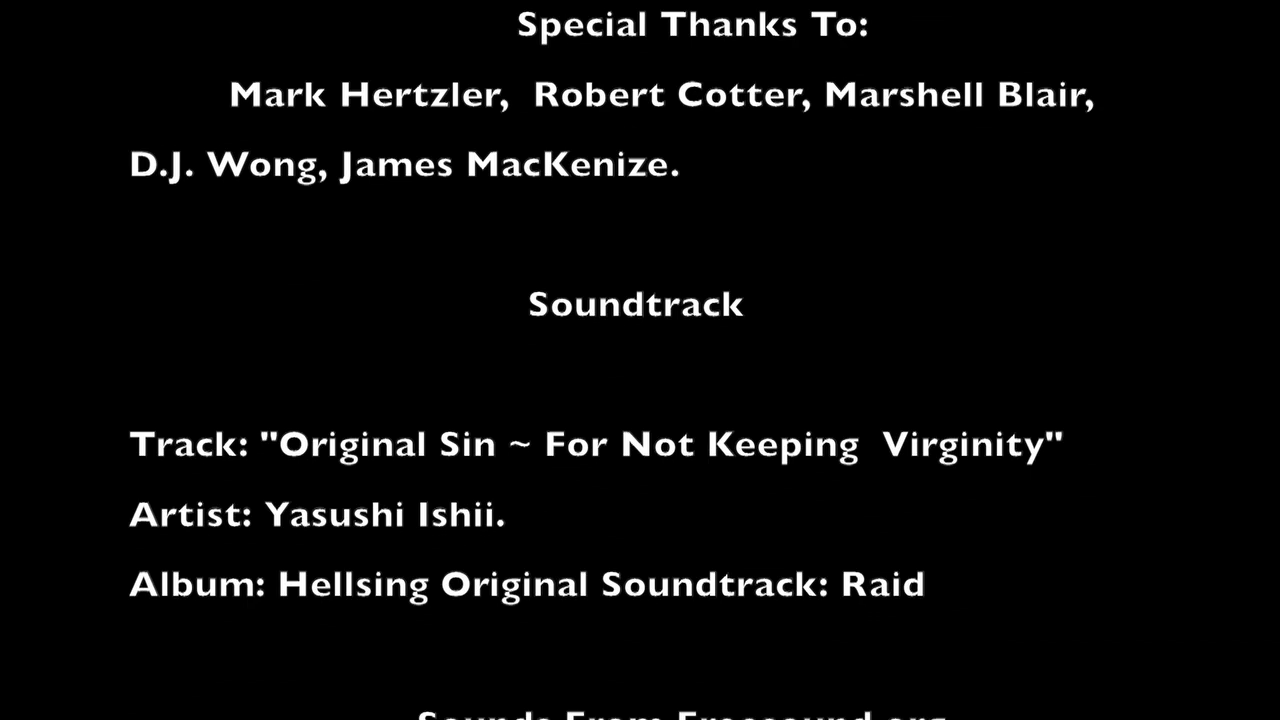 Special Thanks To:
Mark Hertzler,  Robert Cotter, Marshell Blair,
D.J. Wong, James MacKenize.
Soundtrack
Track: "Original Sin ~ For Not Keeping  Virginity"
Artist: Yasushi Ishii.
Album: Hellsing Original Soundtrack: Raid
Sounds From Freesound.org